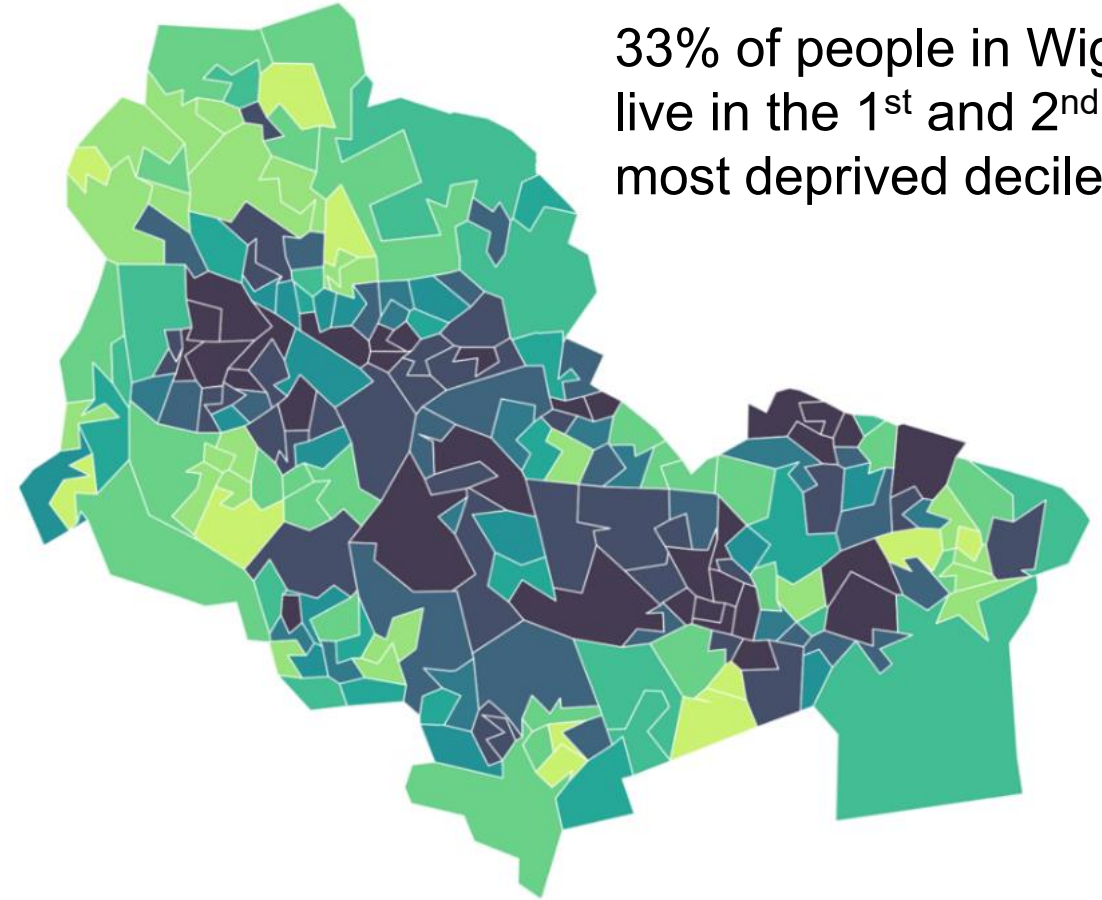 33% of people in Wig
live in the 1st and 2nd
most deprived decile